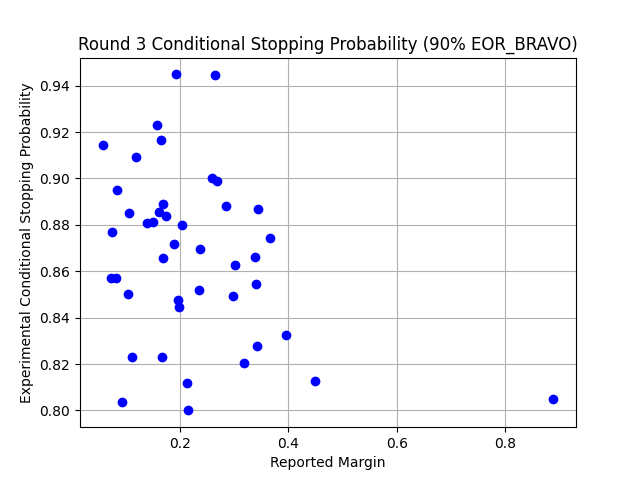 Round 3 Conditional Stopping Probability (90% EOR_BRAVO)
Experimental Conditional Stopping Probability
0.94
0.92
0.90
0.88
0.86
0.84
0.82
0.80
0.2 0.4 0.6 0.8
Reported Margin